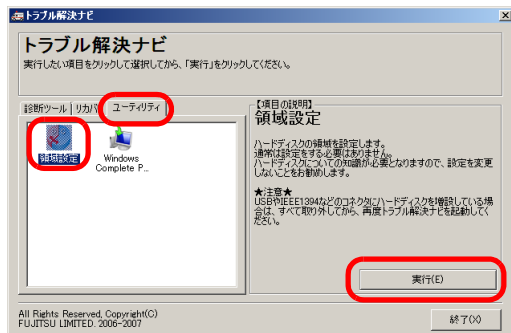 トラブル解決ナビ
トラブル解決ナビ
実行したい項目をクリックして選択してから、「実行」をクリックしてください。
診断ツール
リカバリ
ユーティリティ
領域設定
Windows
Complete P...
【項目の説明】
領域設定
ハードディスクの領域を設定します。
通常は設定をする必要はありません。
ハードディスクについての知識が必要となりますので、設定を変更
しないことをお勧めします。
★注意★
USBやIEEE1394などのコネクタにハードディスクを増設している場
合は、すべて取り外してから、再度トラブル解決ナビを起動してく
ださい。
実行(E)
All Rights Reserved, Copyright(C)
FUJITSU LIMITED. 2006-2007
終了(X)